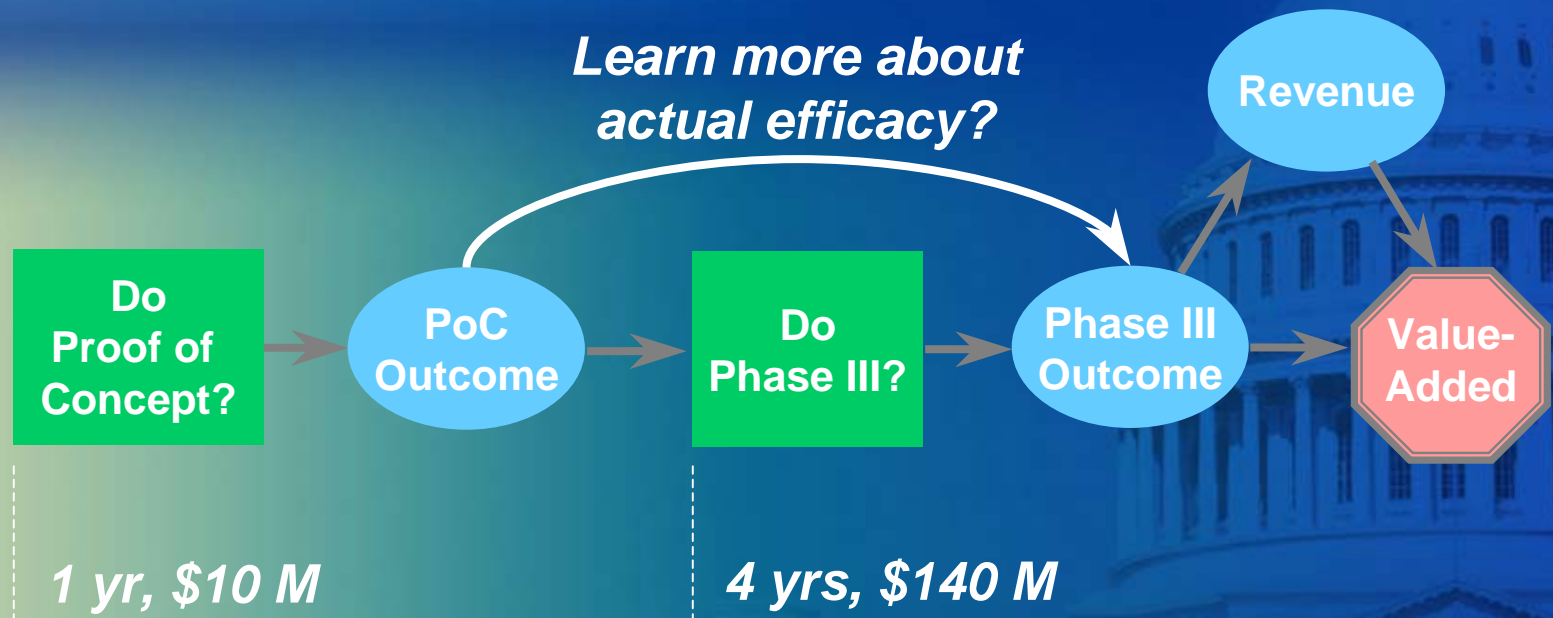 Learn more about
actual efficacy?
Revenue
Do
Proof of
Concept?
PoC
Outcome
Do
Phase III?
Phase III
Outcome
Value-
Added
1 yr, $10 M
4 yrs, $140 M